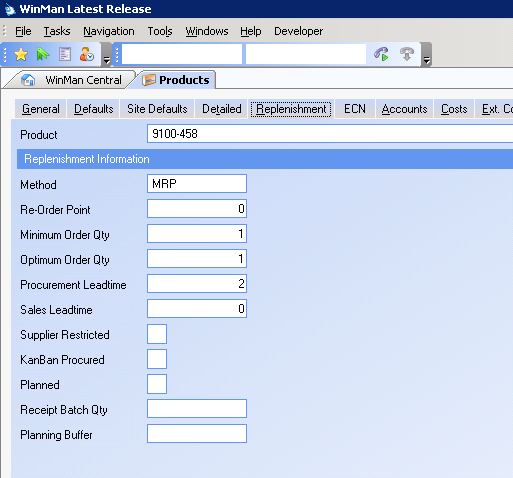 WinMan Latest Release
File Tasks Navigation Tools Windows Help Developer
WinMan Central Products
General Defaults Site Defaults Detailed Replenishment ECN Accounts Costs Ext. Co
Product 9100-458
Replenishment Information
Method MRP
Re-Order Point 0
Minimum Order Qty 1
Optimum Order Qty 1
Procurement Leadtime 2
Sales Leadtime 0
Supplier Restricted
KanBan Procured
Planned
Receipt Batch Qty
Planning Buffer